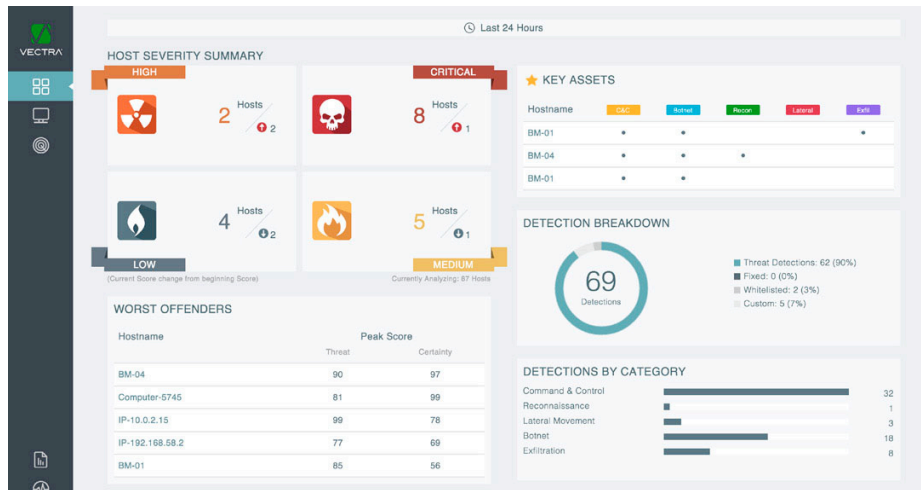 VECTRA
Last 24 Hours
HOST SEVERITY SUMMARY
HIGH
2 Hosts
2
CRITICAL
8 Hosts
1
4 Hosts
2
LOW
5 Hosts
1
MEDIUM
(Current Score change from beginning Score)
Currently Analyzing: 87 Hosts
WORST OFFENDERS
Hostname Peak Score
Threat Certainty
BM-04 90 97
Computer-5745 81 99
IP-10.0.2.15 99 78
IP-192.168.58.2 77 69
BM-01 85 56
KEY ASSETS
Hostname C&C Botnet Recon Lateral Exfil
BM-01
BM-04
BM-01
DETECTION BREAKDOWN
69
Detections
Threat Detections: 62 (90%)
Fixed: 0 (0%)
Whitelisted: 2 (3%)
Custom: 5 (7%)
DETECTIONS BY CATEGORY
Command & Control 32
Reconnaissance 1
Lateral Movement 3
Botnet 18
Exfiltration 8